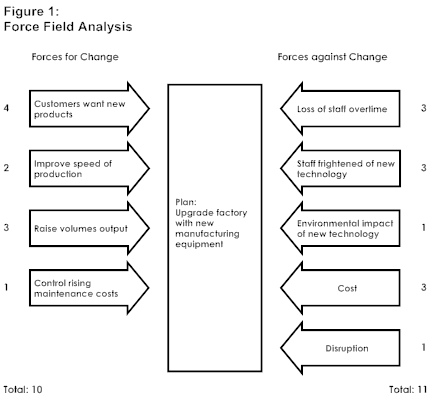 Figure 1:
Force Field Analysis
Forces for Change
Forces against Change
4
Customers want new
products
Loss of staff overtime
3
2
Improve speed of
production
Staff frightened of new
technology
3
3
Raise volumes output
Plan:
Upgrade factory
with new
manufacturing
equipment
Environmental impact
of new technology
1
1
Control rising
maintenance costs
Cost
3
Disruption
1
Total: 10
Total: 11